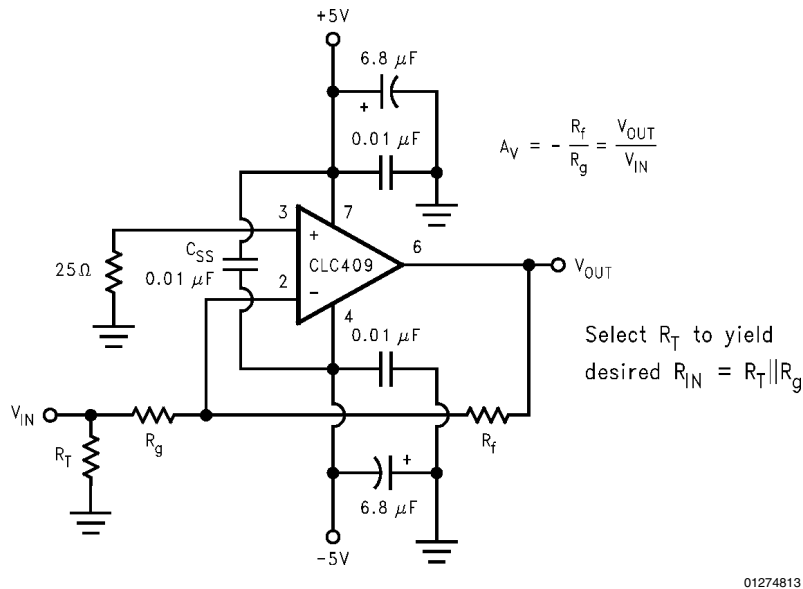 +5V
6.8 μF
+
0.01 μF
A_V = - R_f/R_g = V_OUT/V_IN
3
7
+
6
C_SS
0.01 μF
CLC409
V_OUT
25Ω
2
-
4
0.01 μF
Select R_T to yield
desired R_IN = R_T||R_g
V_IN
R_g
R_f
R_T
+
6.8 μF
-5V
01274813